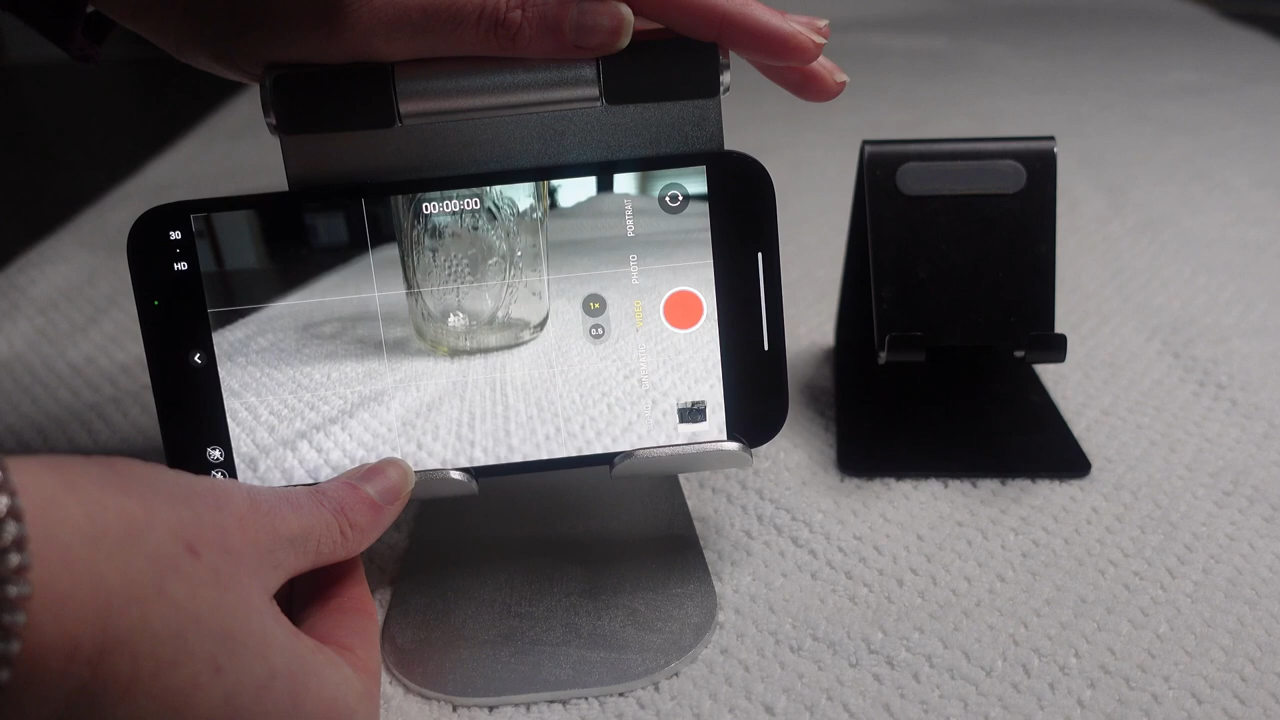 30
HD
00:00:00
PORTRAIT
PHOTO
VIDEO
CINEMATIC
1×
0.5